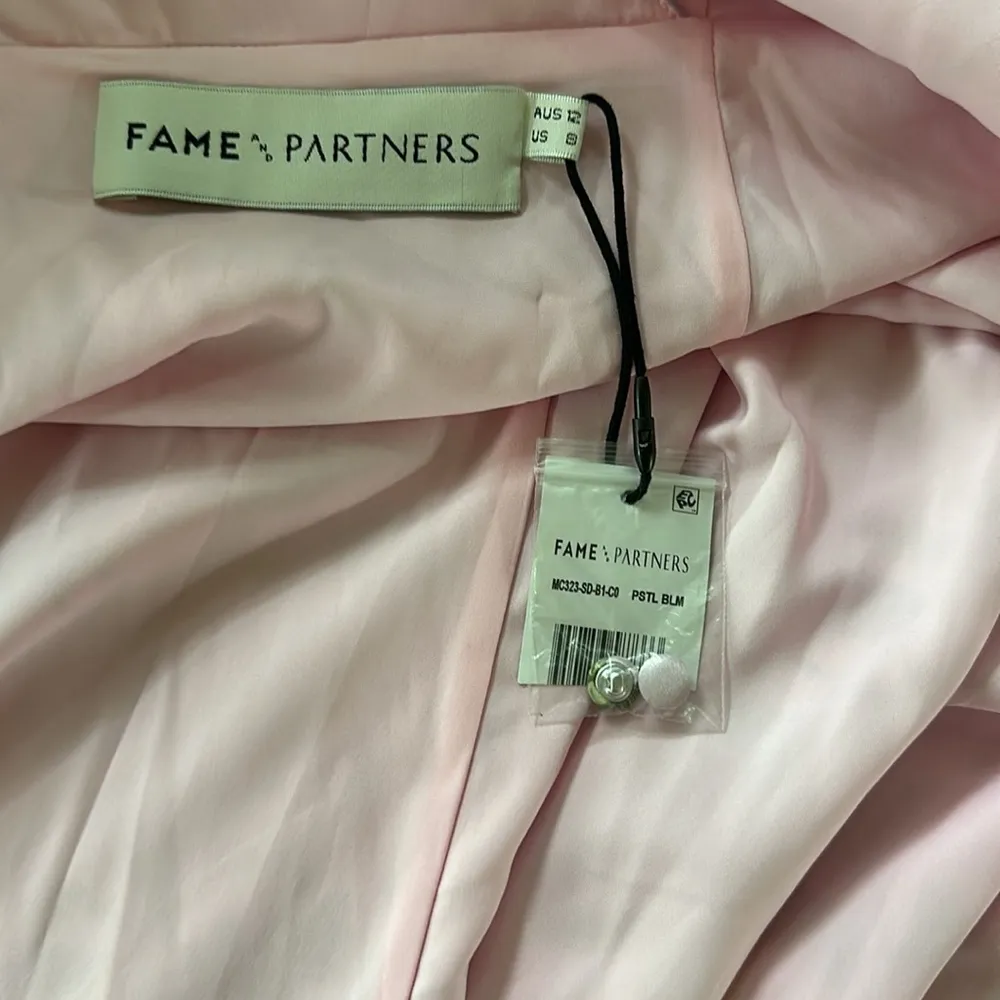 FAME AND PARTNERS
AUS 12
US 8
FAME AND PARTNERS
MC323-SD-B1-C0 PSTL BLM